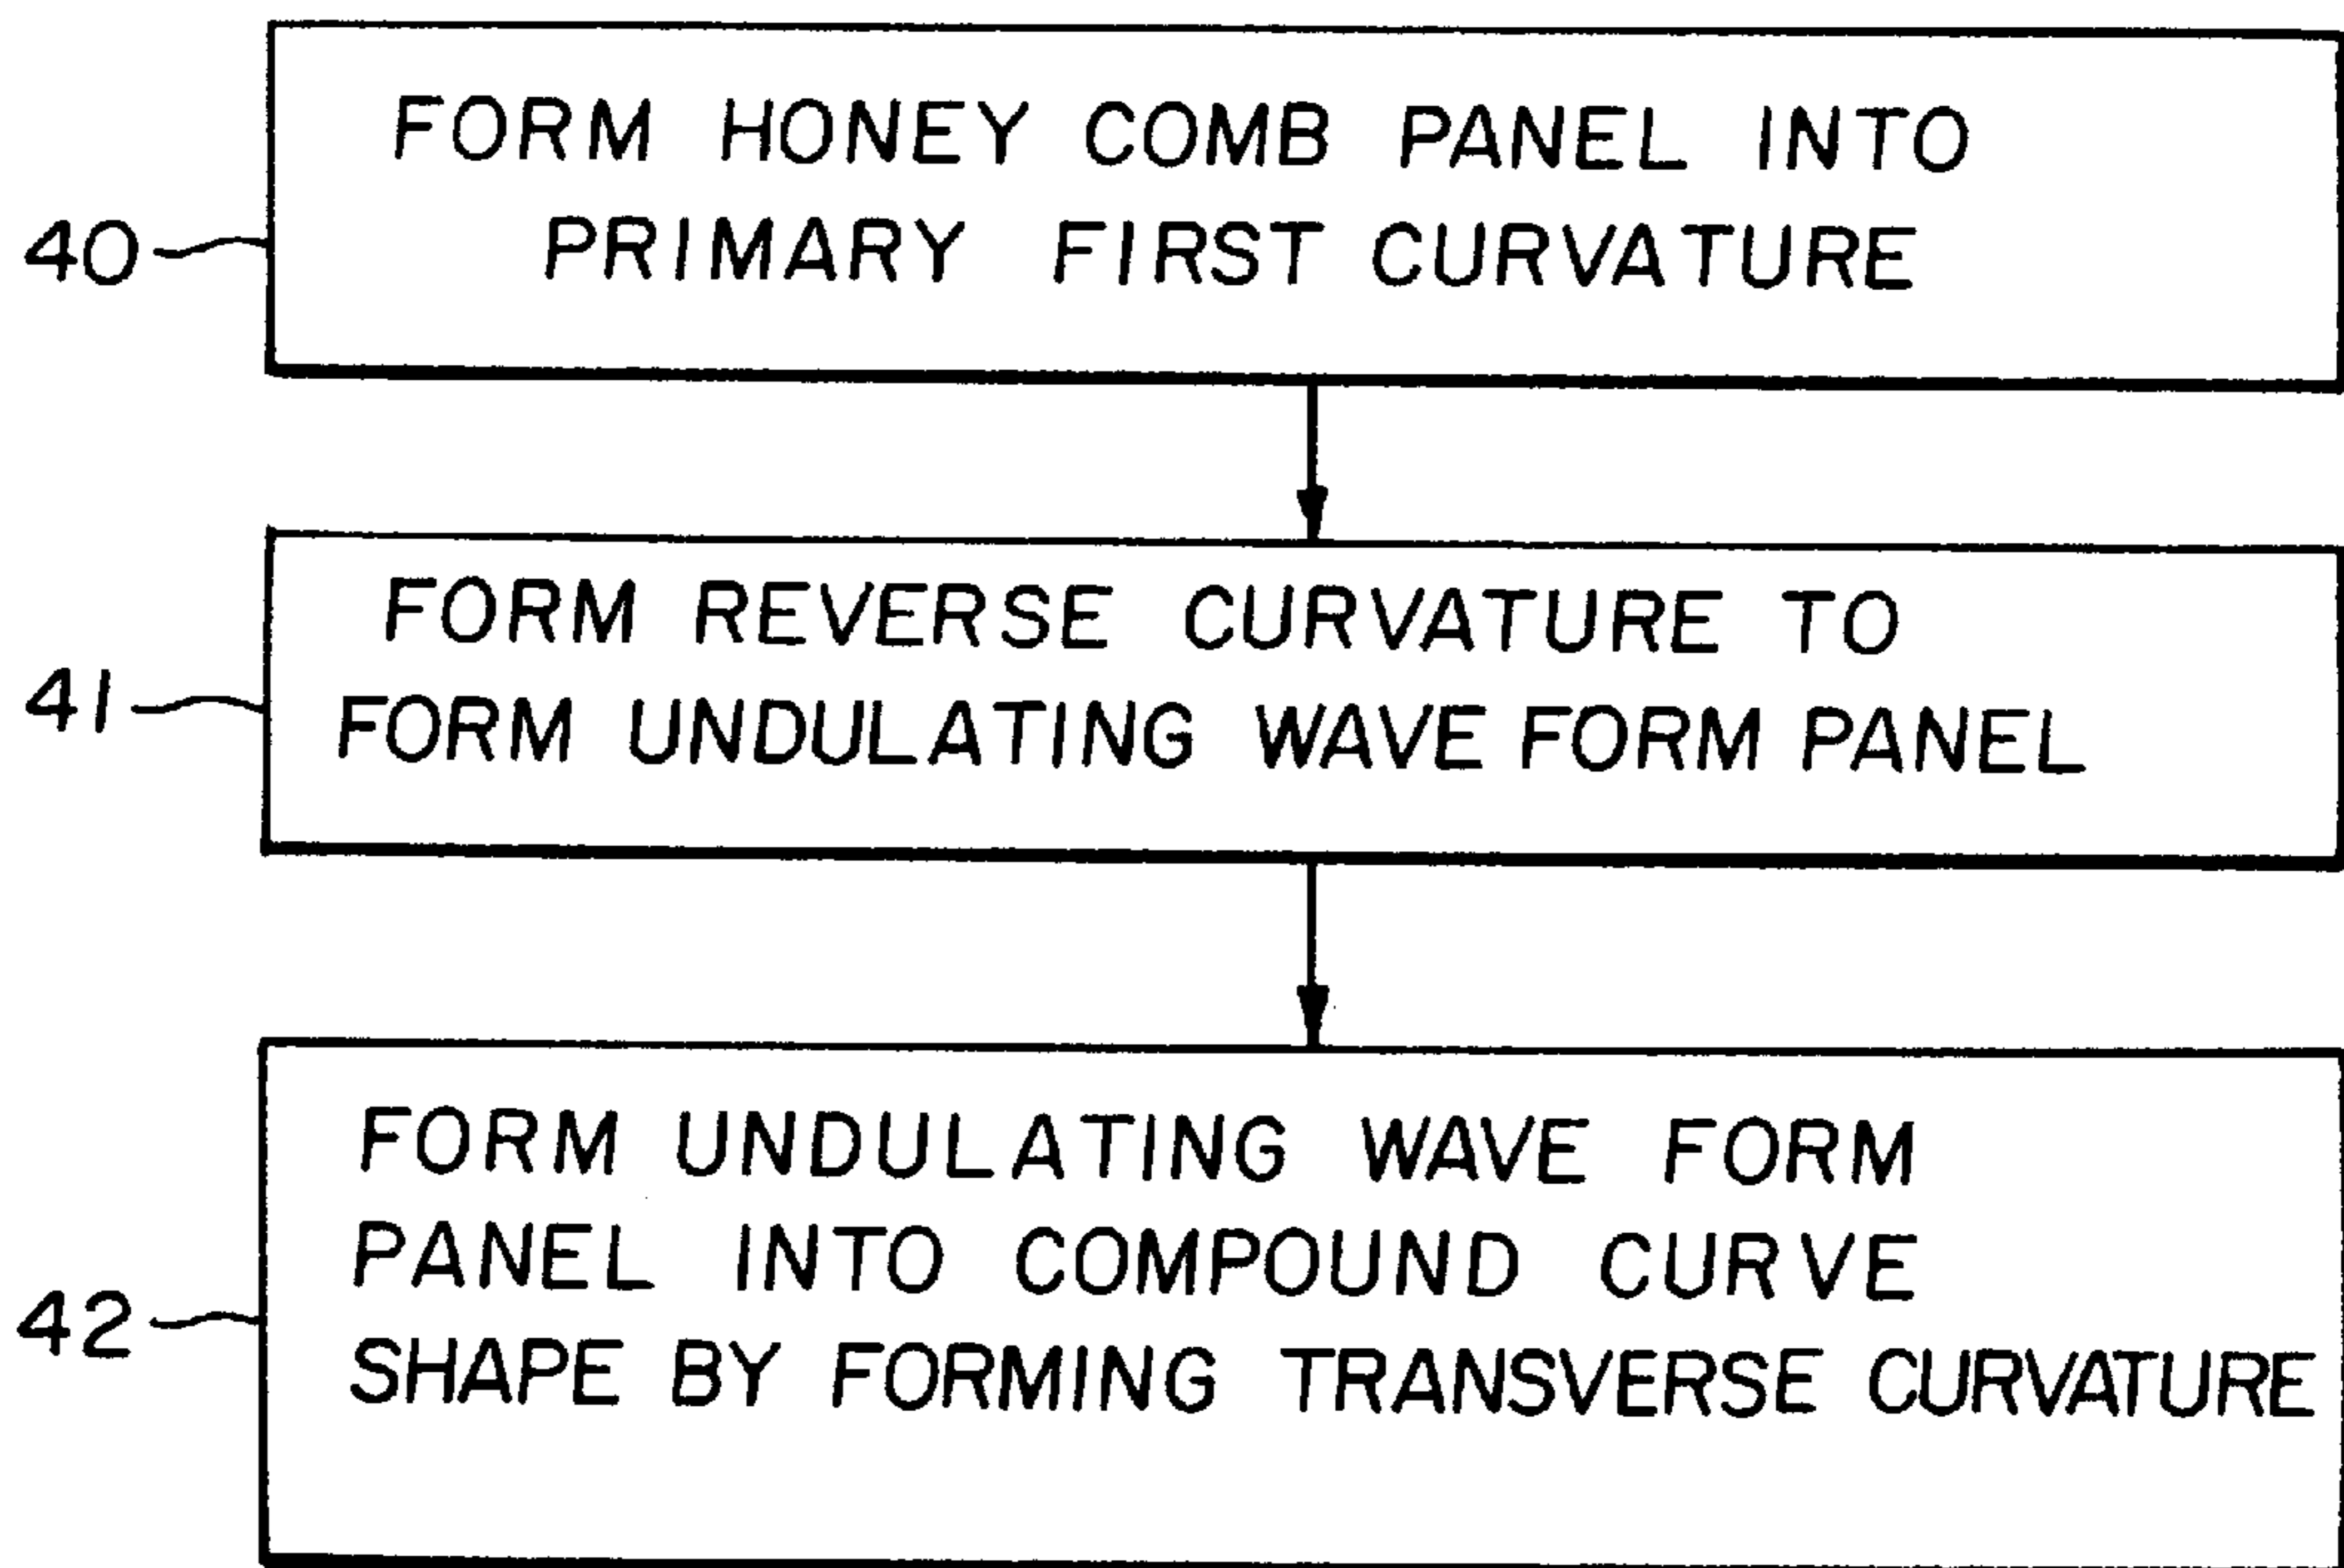 FORM HONEY COMB PANEL INTO
PRIMARY FIRST CURVATURE
40
FORM REVERSE CURVATURE TO
FORM UNDULATING WAVE FORM PANEL
41
FORM UNDULATING WAVE FORM
PANEL INTO COMPOUND CURVE
SHAPE BY FORMING TRANSVERSE CURVATURE
42